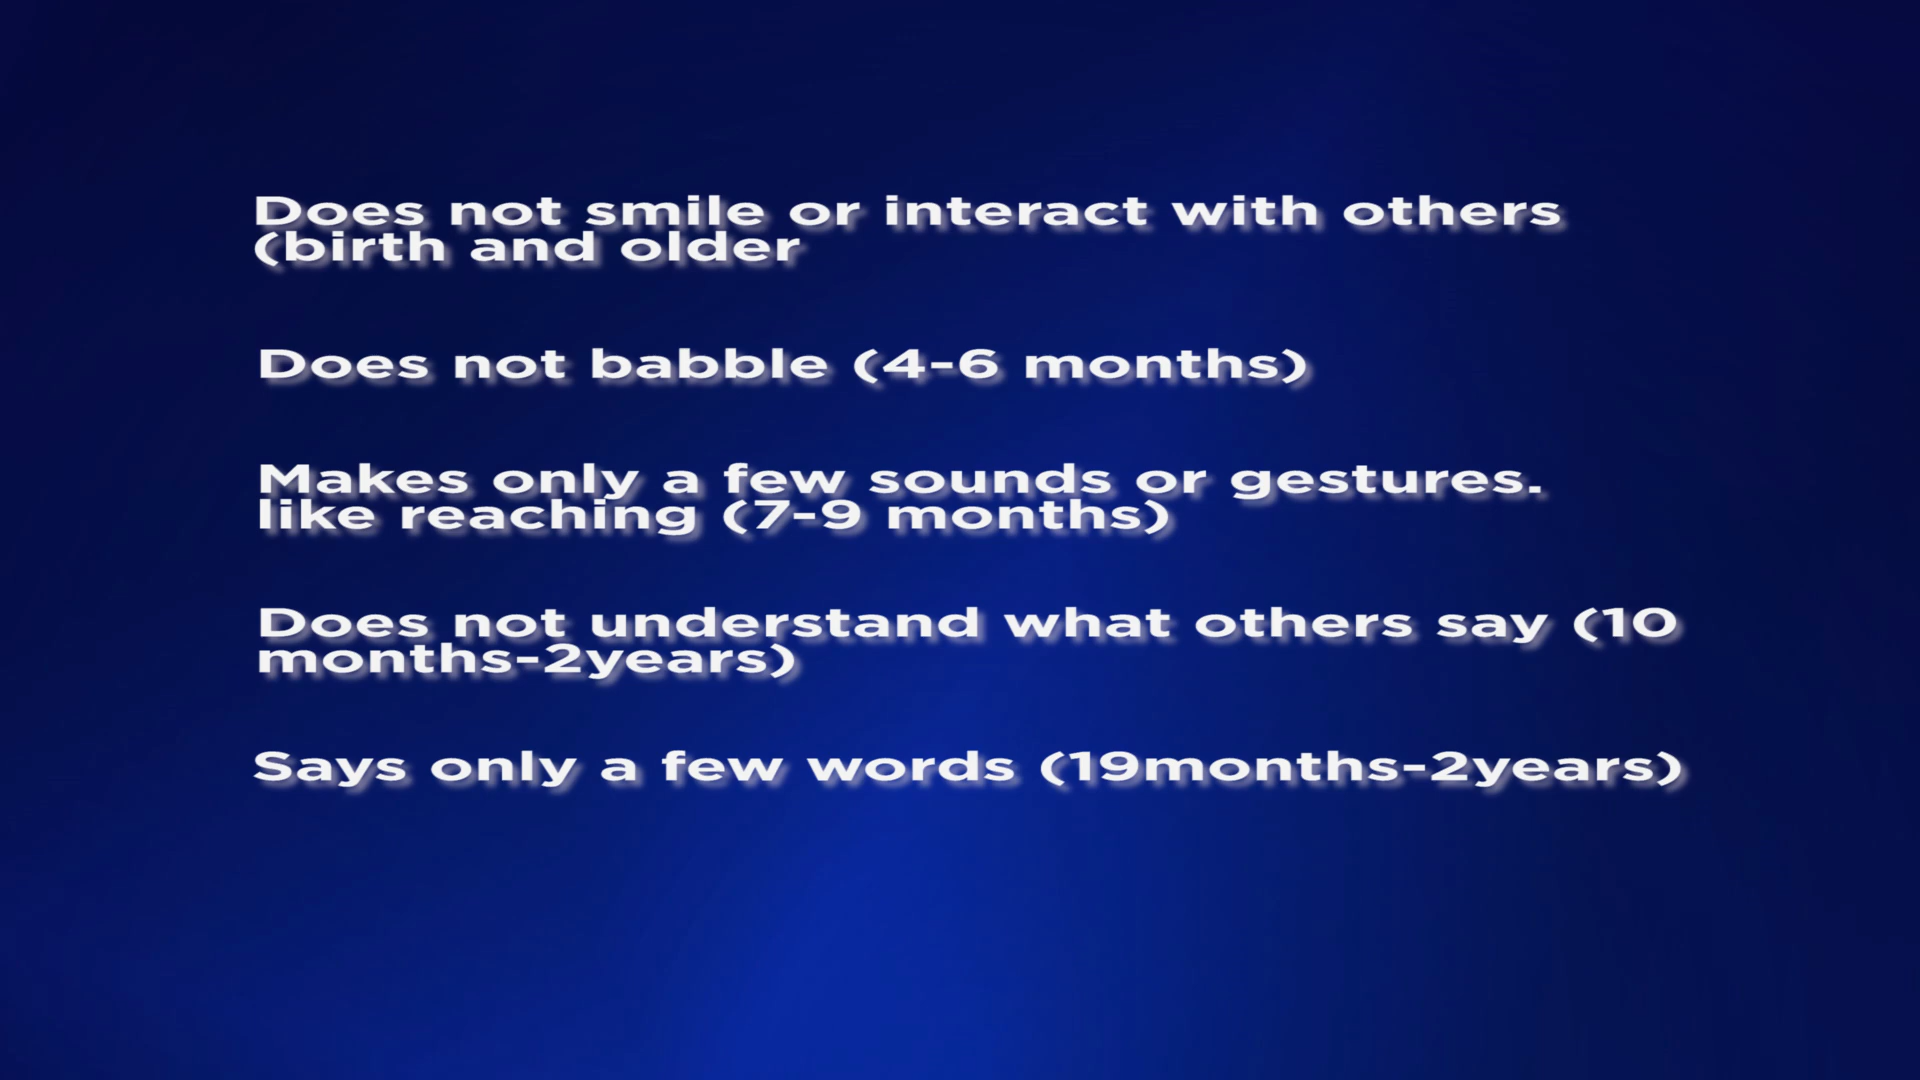 Does not smile or interact with others
(birth and older
Does not babble (4-6 months)
Makes only a few sounds or gestures.
like reaching (7-9 months)
Does not understand what others say (10
months-2years)
Says only a few words (19months-2years)